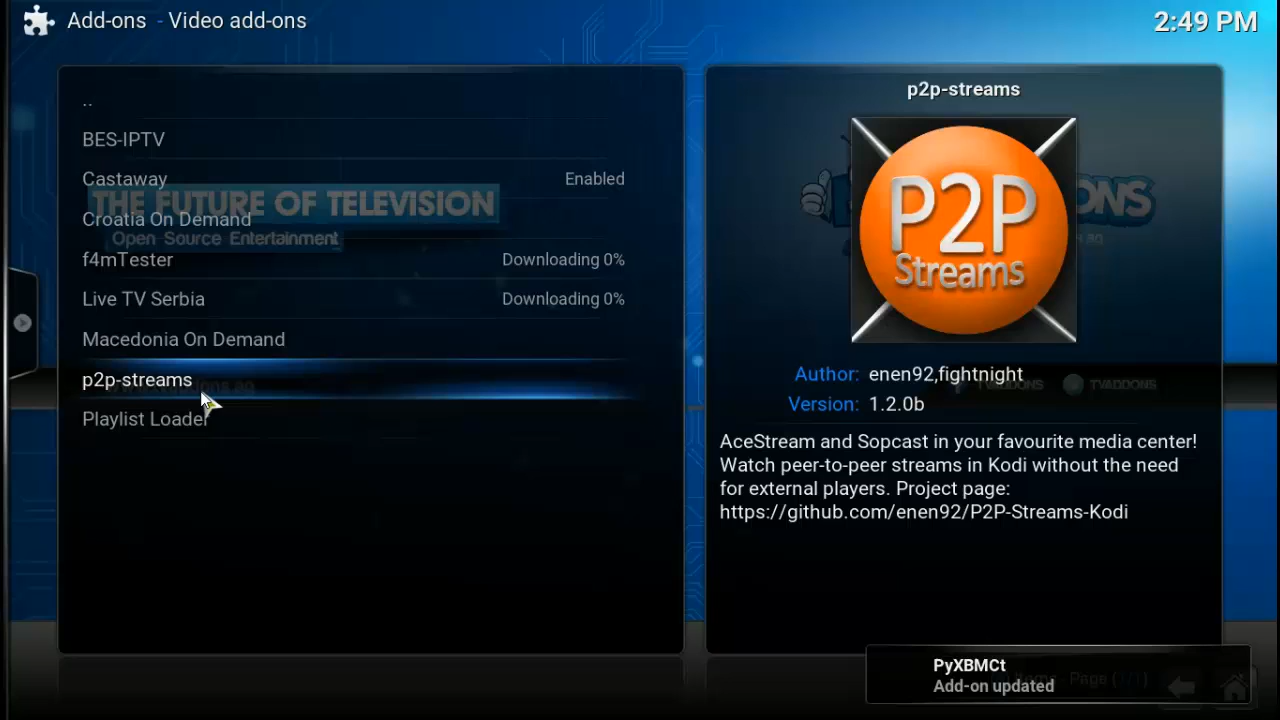 Add-ons - Video add-ons
2:49 PM
..
BES-IPTV
Castaway Enabled
THE FUTURE OF TELEVISION
Croatia On Demand
Open Source Entertainment
f4mTester Downloading 0%
Live TV Serbia Downloading 0%
Macedonia On Demand
p2p-streams
Playlist Loader
p2p-streams
P2P
Streams
Author: enen92,fightnight
Version: 1.2.0b
TVADDONS
TVADDONS
AceStream and Sopcast in your favourite media center!
Watch peer-to-peer streams in Kodi without the need
for external players. Project page:
https://github.com/enen92/P2P-Streams-Kodi
PyXBMCt
Add-on updated